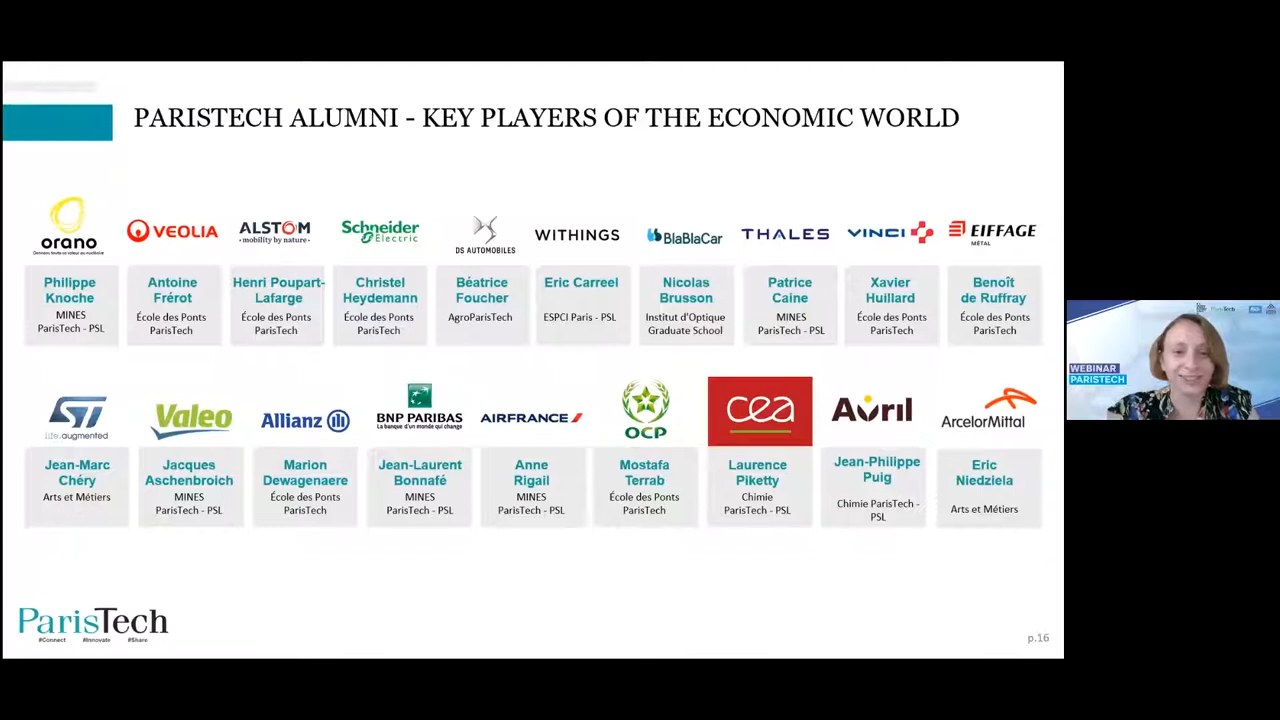 PARISTECH ALUMNI - KEY PLAYERS OF THE ECONOMIC WORLD
orano
VEOLIA
ALSTOM
• mobility by nature •
Schneider
Electric
DS AUTOMOBILES
WITHINGS
BlaBlaCar
THALES
VINCI
EIFFAGE
MÉTAL
Philippe
Knoche
MINES
ParisTech - PSL
Antoine
Frérot
École des Ponts
ParisTech
Henri Poupart-
Lafarge
École des Ponts
ParisTech
Christel
Heydemann
École des Ponts
ParisTech
Béatrice
Foucher
AgroParisTech
Eric Carreel
ESPCI Paris - PSL
Nicolas
Brusson
Institut d'Optique
Graduate School
Patrice
Caine
MINES
ParisTech - PSL
Xavier
Huillard
École des Ponts
ParisTech
Benoît
de Ruffray
École des Ponts
ParisTech
ST
life.augmented
Valeo
Allianz
BNP PARIBAS
La banque d'un monde qui change
AIRFRANCE
OCP
cea
Avril
ArcelorMittal
Jean-Marc
Chéry
Arts et Métiers
Jacques
Aschenbroich
MINES
ParisTech - PSL
Marion
Dewagenaere
École des Ponts
ParisTech
Jean-Laurent
Bonnafé
MINES
ParisTech - PSL
Anne
Rigail
MINES
ParisTech - PSL
Mostafa
Terrab
École des Ponts
ParisTech
Laurence
Piketty
Chimie
ParisTech - PSL
Jean-Philippe
Puig
Chimie ParisTech -
PSL
Eric
Niedziela
Arts et Métiers
ParisTech
#Connect #Innovate #Share
p.16
ParisTech
WEBINAR
PARISTECH